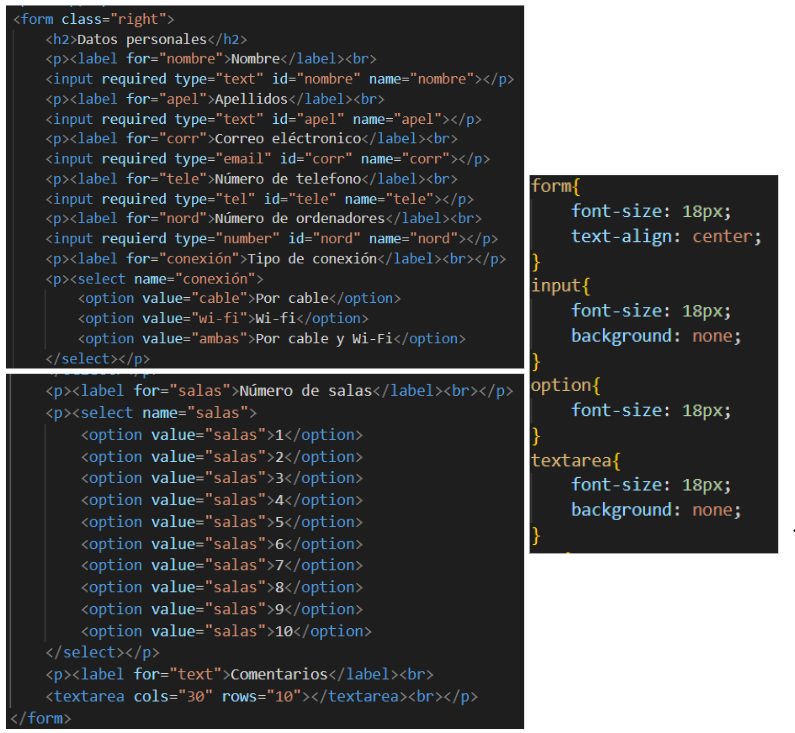 <form class="right">
<h2>Datos personales</h2>
<p><label for="nombre">Nombre</label><br>
<input required type="text" id="nombre" name="nombre"></p>
<p><label for="apel">Apellidos</label><br>
<input required type="text" id="apel" name="apel"></p>
<p><label for="corr">Correo eléctronico</label><br>
<input required type="email" id="corr" name="corr"></p>
<p><label for="tele">Número de telefono</label><br>
<input required type="tel" id="tele" name="tele"></p>
<p><label for="nord">Número de ordenadores</label><br>
<input requierd type="number" id="nord" name="nord"></p>
<p><label for="conexión">Tipo de conexión</label><br></p>
<p><select name="conexión">
<option value="cable">Por cable</option>
<option value="wi-fi">Wi-fi</option>
<option value="ambas">Por cable y Wi-Fi</option>
</select></p>
<p><label for="salas">Número de salas</label><br></p>
<p><select name="salas">
<option value="salas">1</option>
<option value="salas">2</option>
<option value="salas">3</option>
<option value="salas">4</option>
<option value="salas">5</option>
<option value="salas">6</option>
<option value="salas">7</option>
<option value="salas">8</option>
<option value="salas">9</option>
<option value="salas">10</option>
</select></p>
<p><label for="text">Comentarios</label><br>
<textarea cols="30" rows="10"></textarea><br></p>
</form>
form{
font-size: 18px;
text-align: center;
}
input{
font-size: 18px;
background: none;
}
option{
font-size: 18px;
}
textarea{
font-size: 18px;
background: none;
}